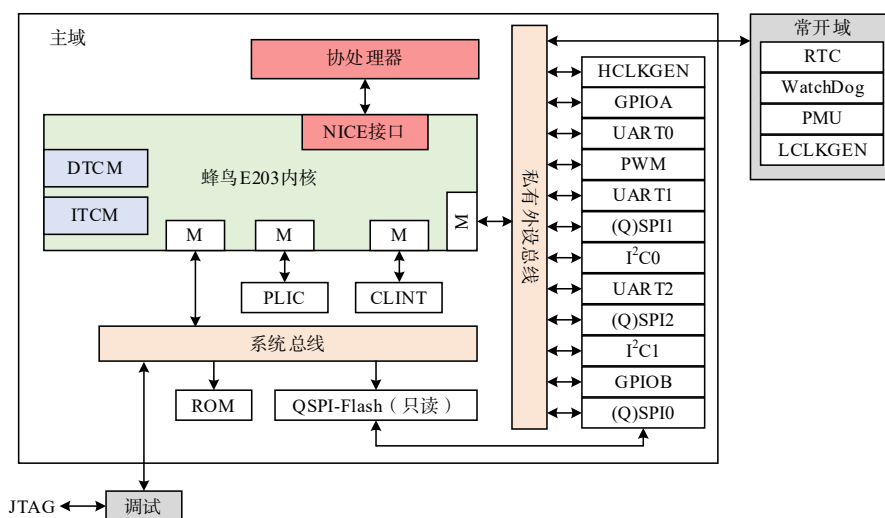 主域
常开域
RTC
WatchDog
PMU
LCLKGEN
协处理器
NICE接口
蜂鸟E203内核
DTCM
ITCM
M
M
M
M
PLIC
CLINT
系统总线
ROM
QSPI-Flash（只读）
私有外设总线
HCLKGEN
GPIOA
UART0
PWM
UART1
(Q)SPI1
I²C0
UART2
(Q)SPI2
I²C1
GPIOB
(Q)SPI0
JTAG
调试